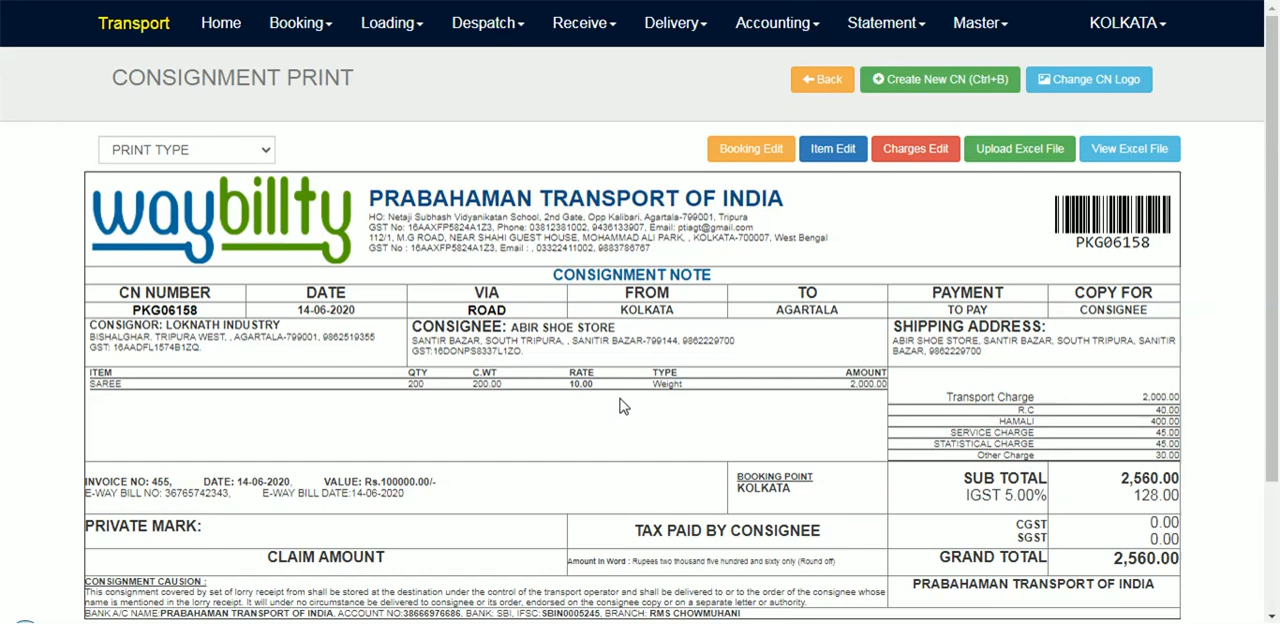 Transport Home Booking Loading Despatch Receive Delivery Accounting Statement Master KOLKATA
CONSIGNMENT PRINT
Back Create New CN (Ctrl+B) Change CN Logo
PRINT TYPE
Booking Edit Item Edit Charges Edit Upload Excel File View Excel File
waybillty
PRABAHAMAN TRANSPORT OF INDIA
HO: Netaji Subhash Vidyanikatan School, 2nd Gate, Opp Kalibari, Agartala-799001, Tripura
GST No: 16AAXFP5824A1Z3, Phone: 03812381002, 9436133907, Email: ptiagt@gmail.com
112/1, M.G ROAD, NEAR SHAHI GUEST HOUSE, MOHAMMAD ALI PARK, , KOLKATA-700007, West Bengal
GST No : 16AAXFP5824A1Z3, Email : , 03322411002, 9883786767
PKG06158
CONSIGNMENT NOTE
CN NUMBER DATE VIA FROM TO PAYMENT COPY FOR
PKG06158 14-06-2020 ROAD KOLKATA AGARTALA TO PAY CONSIGNEE
CONSIGNOR: LOKNATH INDUSTRY
BISHALGHAR, TRIPURA WEST, , AGARTALA-799001, 9862519355
GST: 16AADFL1574B1ZQ.
CONSIGNEE: ABIR SHOE STORE
SANTIR BAZAR, SOUTH TRIPURA, , SANITIR BAZAR-799144, 9862229700
GST:16DONPS8337L1ZO.
SHIPPING ADDRESS:
ABIR SHOE STORE, SANTIR BAZAR, SOUTH TRIPURA, SANITIR
BAZAR, 9862229700
ITEM QTY C.WT RATE TYPE AMOUNT
SAREE 200 200.00 10.00 Weight 2,000.00
Transport Charge 2,000.00
R.C 40.00
HAMALI 400.00
SERVICE CHARGE 45.00
STATISTICAL CHARGE 45.00
Other Charge 30.00
INVOICE NO: 455, DATE: 14-06-2020, VALUE: Rs.100000.00/-
E-WAY BILL NO: 36765742343, E-WAY BILL DATE:14-06-2020
BOOKING POINT
KOLKATA
SUB TOTAL 2,560.00
IGST 5.00% 128.00
PRIVATE MARK:
TAX PAID BY CONSIGNEE
CGST 0.00
SGST 0.00
CLAIM AMOUNT
Amount in Word : Rupees two thousand five hundred and sixty only (Round off)
GRAND TOTAL 2,560.00
CONSIGNMENT CAUSION :
This consignment covered by set of lorry receipt from shall be stored at the destination under the control of the transport operator and shall be delivered to or to the order of the consignee whose
name is mentioned in the lorry receipt. It will under no circumstance be delivered to consignee or its order, endorsed on the consignee copy or on a separate letter or authority.
PRABAHAMAN TRANSPORT OF INDIA
BANK A/C NAME:PRABAHAMAN TRANSPORT OF INDIA, ACCOUNT NO:38666976686, BANK: SBI, IFSC:SBIN0005245, BRANCH: RMS CHOWMUHANI